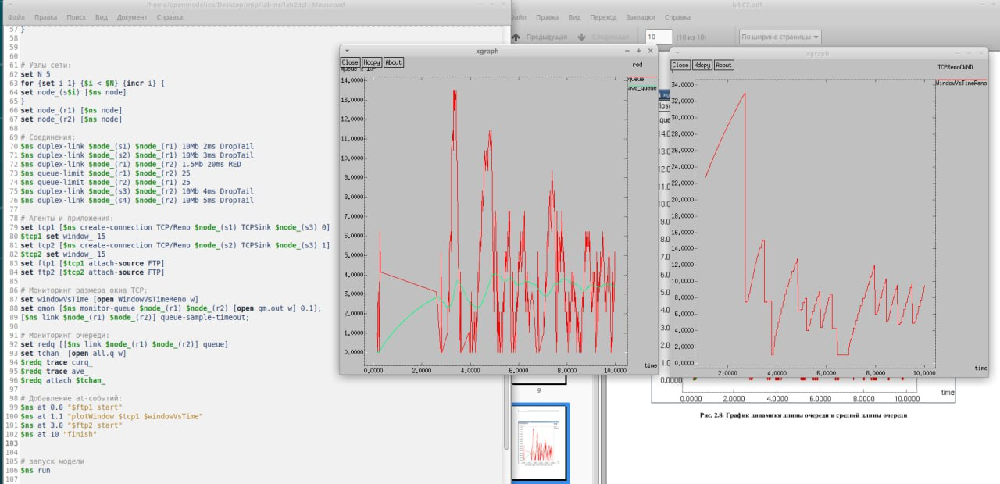 /home/openmodelica/Desktop/mip/lab-ns/lab2.tcl - Mousepad
Файл Правка Поиск Вид Документ Справка
57 }
58
59
60
61 # Узлы сети:
62 set N 5
63 for {set i 1} {$i < $N} {incr i} {
64 set node_(s$i) [$ns node]
65 }
66 set node_(r1) [$ns node]
67 set node_(r2) [$ns node]
68
69 # Соединения:
70 $ns duplex-link $node_(s1) $node_(r1) 10Mb 2ms DropTail
71 $ns duplex-link $node_(s2) $node_(r1) 10Mb 3ms DropTail
72 $ns duplex-link $node_(r1) $node_(r2) 1.5Mb 20ms RED
73 $ns queue-limit $node_(r1) $node_(r2) 25
74 $ns queue-limit $node_(r2) $node_(r1) 25
75 $ns duplex-link $node_(s3) $node_(r2) 10Mb 4ms DropTail
76 $ns duplex-link $node_(s4) $node_(r2) 10Mb 5ms DropTail
77
78 # Агенты и приложения:
79 set tcp1 [$ns create-connection TCP/Reno $node_(s1) TCPSink $node_(s3) 0]
80 $tcp1 set window_ 15
81 set tcp2 [$ns create-connection TCP/Reno $node_(s2) TCPSink $node_(s3) 1]
82 $tcp2 set window_ 15
83 set ftp1 [$tcp1 attach-source FTP]
84 set ftp2 [$tcp2 attach-source FTP]
85
86 # Мониторинг размера окна TCP:
87 set windowVsTime [open WindowVsTimeReno w]
88 set qmon [$ns monitor-queue $node_(r1) $node_(r2) [open qm.out w] 0.1];
89 [$ns link $node_(r1) $node_(r2)] queue-sample-timeout;
90
91 # Мониторинг очереди:
92 set redq [[$ns link $node_(r1) $node_(r2)] queue]
93 set tchan_ [open all.q w]
94 $redq trace curq_
95 $redq trace ave_
96 $redq attach $tchan_
97
98 # Добавление at-событий:
99 $ns at 0.0 "$ftp1 start"
100 $ns at 1.1 "plotWindow $tcp1 $windowVsTime"
101 $ns at 3.0 "$ftp2 start"
102 $ns at 10 "finish"
103
104
105 # запуск модели
106 $ns run
107
xgraph
Close Hdcpy About
red
queue
ave_queue
14,0000
13,0000
12,0000
11,0000
10,0000
9,0000
8,0000
7,0000
6,0000
5,0000
4,0000
3,0000
2,0000
1,0000
0,0000
time
0,0000 2,0000 4,0000 6,0000 8,0000 10,0000
lab02.pdf
Файл Правка Вид Переход Закладки Справка
Предыдущая Следующая 10 (10 из 10) По ширине страницы
xgraph
Close Hdcpy About
TCPRenoCWND
WindowVsTimeReno
34,0000
32,0000
30,0000
28,0000
26,0000
24,0000
22,0000
20,0000
18,0000
16,0000
14,0000
12,0000
10,0000
8,0000
6,0000
4,0000
2,0000
0,0000
time
2,0000 4,0000 6,0000 8,0000 10,0000
0.0000
time
0.0000 2.0000 4.0000 6.0000 8.0000 10.0000
9
Рис. 2.8. График динамики длины очереди и средней длины очереди